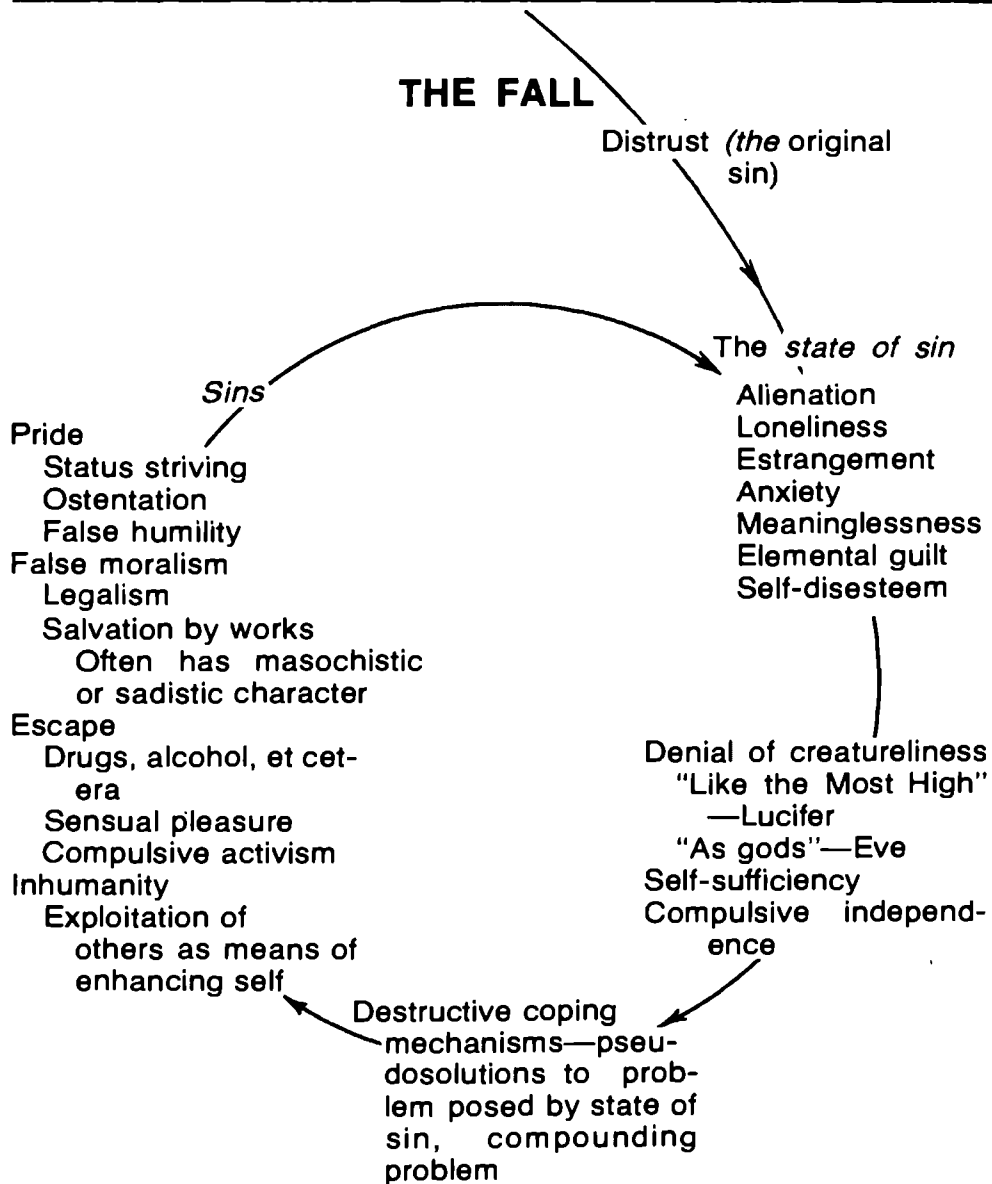 THE FALL
Distrust (the original
sin)
The state of sin
Alienation
Loneliness
Estrangement
Anxiety
Meaninglessness
Elemental guilt
Self-disesteem
Denial of creatureliness
"Like the Most High"
—Lucifer
"As gods"—Eve
Self-sufficiency
Compulsive independ-
ence
Destructive coping
mechanisms—pseu-
dosolutions to prob-
lem posed by state of
sin, compounding
problem
Sins
Pride
Status striving
Ostentation
False humility
False moralism
Legalism
Salvation by works
Often has masochistic
or sadistic character
Escape
Drugs, alcohol, et cet-
era
Sensual pleasure
Compulsive activism
Inhumanity
Exploitation of
others as means of
enhancing self